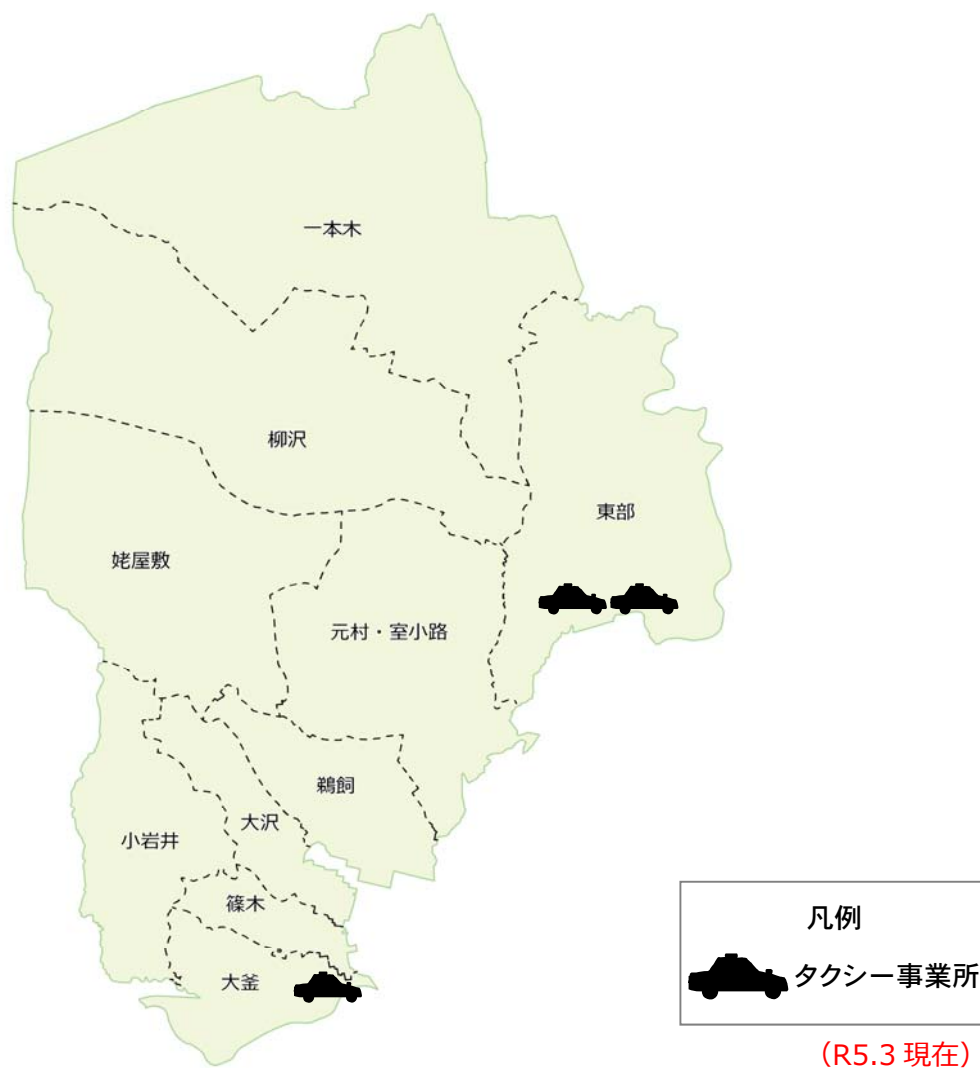 一本木
柳沢
東部
姥屋敷
元村・室小路
鵜飼
大沢
小岩井
篠木
大釜
凡例
タクシー事業所
（R5.3 現在）